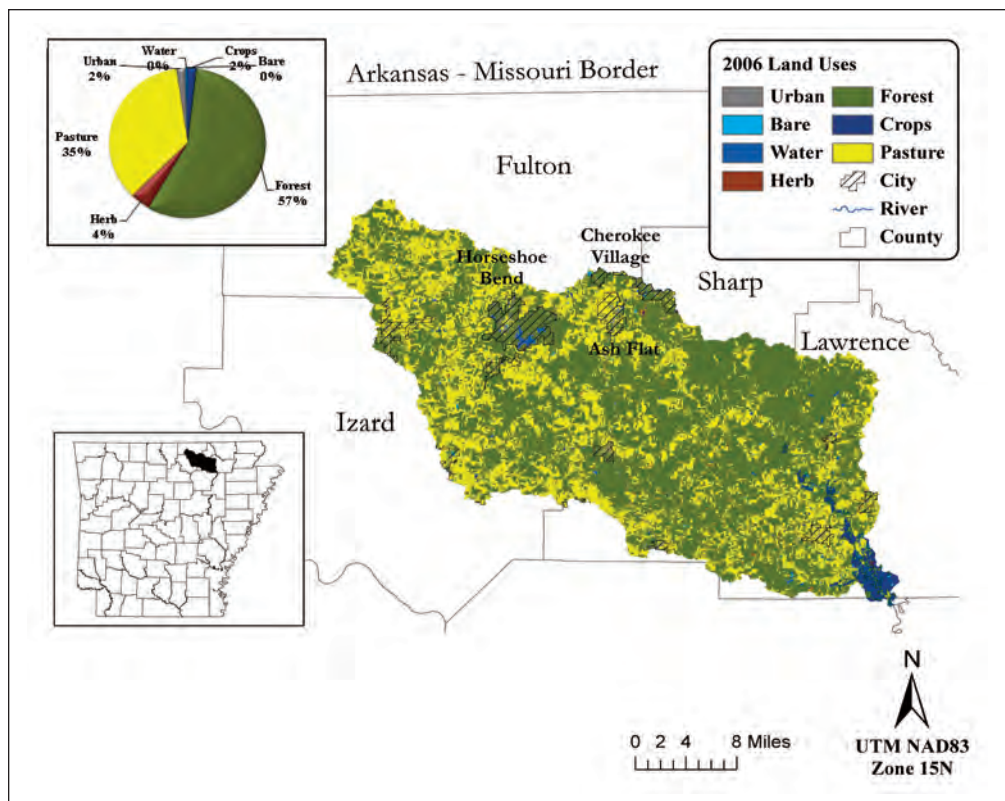 Water
0%
Crops
2%
Bare
0%
Urban
2%
Pasture
35%
Forest
57%
Herb
4%
Arkansas - Missouri Border
2006 Land Uses
Urban
Forest
Bare
Crops
Water
Pasture
Herb
City
River
County
Fulton
Cherokee
Village
Horseshoe
Bend
Sharp
Ash Flat
Lawrence
Izard
N
0 2 4 8 Miles
UTM NAD83
Zone 15N